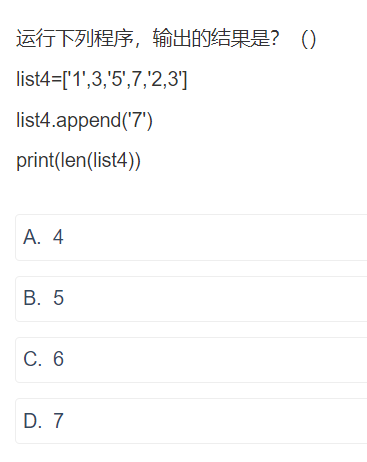 运行下列程序，输出的结果是？（）
list4=['1',3,'5',7,'2,3']
list4.append('7')
print(len(list4))
A. 4
B. 5
C. 6
D. 7